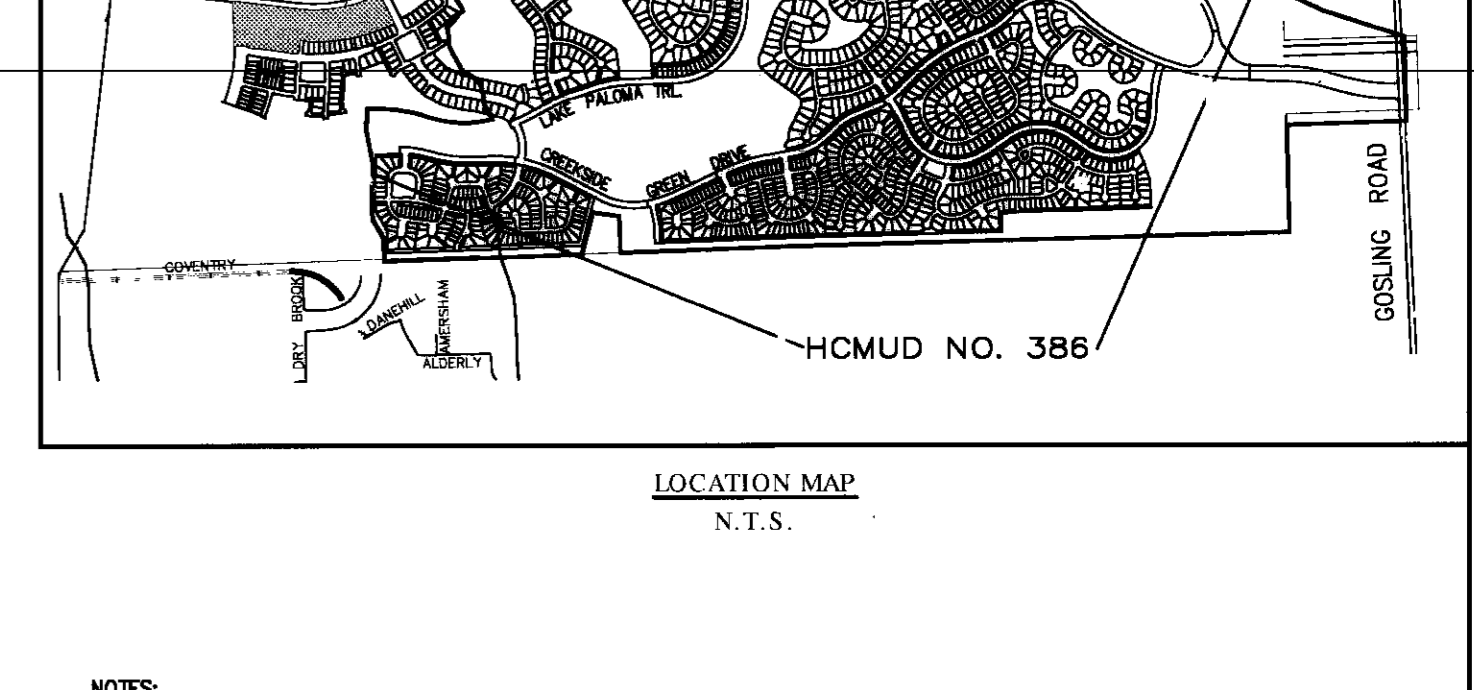 LAKE PALOMA TRL.
CREEKSIDE GREEN DRIVE
GOSLING ROAD
COVENTRY
DRY BROOK
DANEHILL
AMERSHAM
ALDERLY
HCMUD NO. 386
LOCATION MAP
N.T.S.
NOTES: